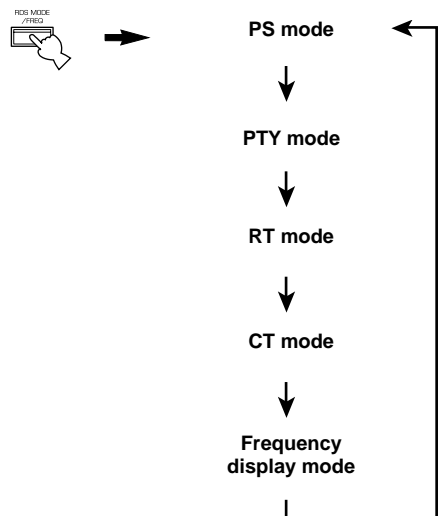 RDS MODE
/FREQ
PS mode
PTY mode
RT mode
CT mode
Frequency
display mode